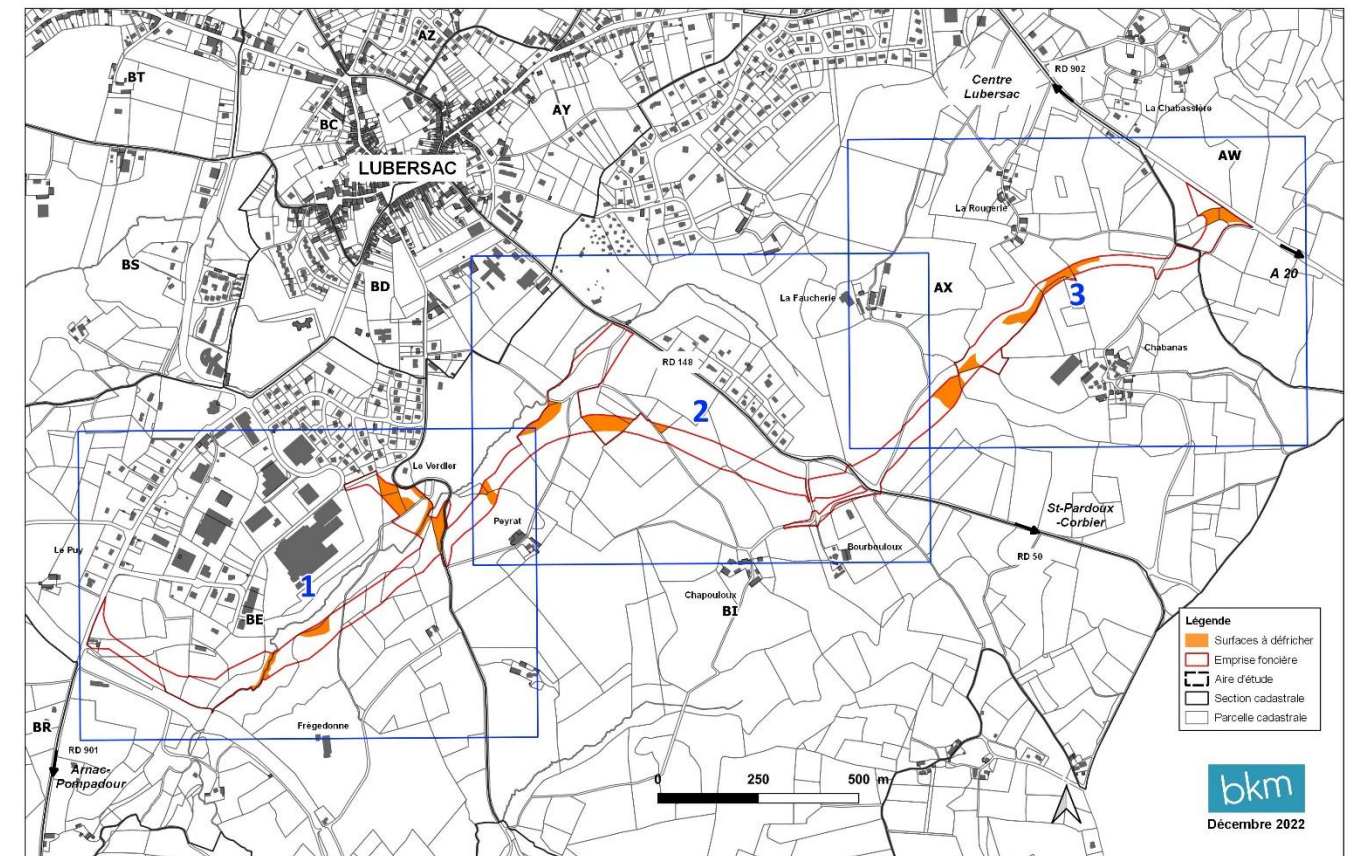 AZ
BT
BC
AY
LUBERSAC
BS
BD
Centre
Lubersac
RD 902
La Chabassière
AW
La Rougerie
A 20
La Faucherie
AX
3
Chabanas
RD 148
2
Le Verdier
Peyrat
Le Puy
1
BE
St-Pardoux
-Corbier
RD 50
Bourbouloux
Chapouloux
BI
Frègedonne
BR
RD 901
Arnac-
Pompadour
0 250 500 m
Légende
Surfaces à défricher
Emprise foncière
Aire d'étude
Section cadastrale
Parcelle cadastrale
bkm
Décembre 2022